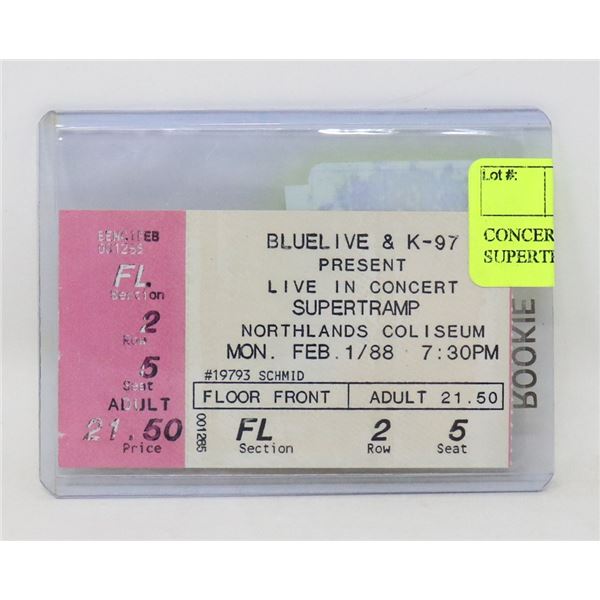 001265
FL
Section
2
Row
5
Seat
ADULT
21.50
Price
BLUELIVE & K-97
PRESENT
LIVE IN CONCERT
SUPERTRAMP
NORTHLANDS COLISEUM
MON. FEB. 1/88 7:30PM
#19793 SCHMID
FLOOR FRONT ADULT 21.50
001265
FL 2 5
Section Row Seat
Lot #:
CONCER
SUPERT
ROOKIE